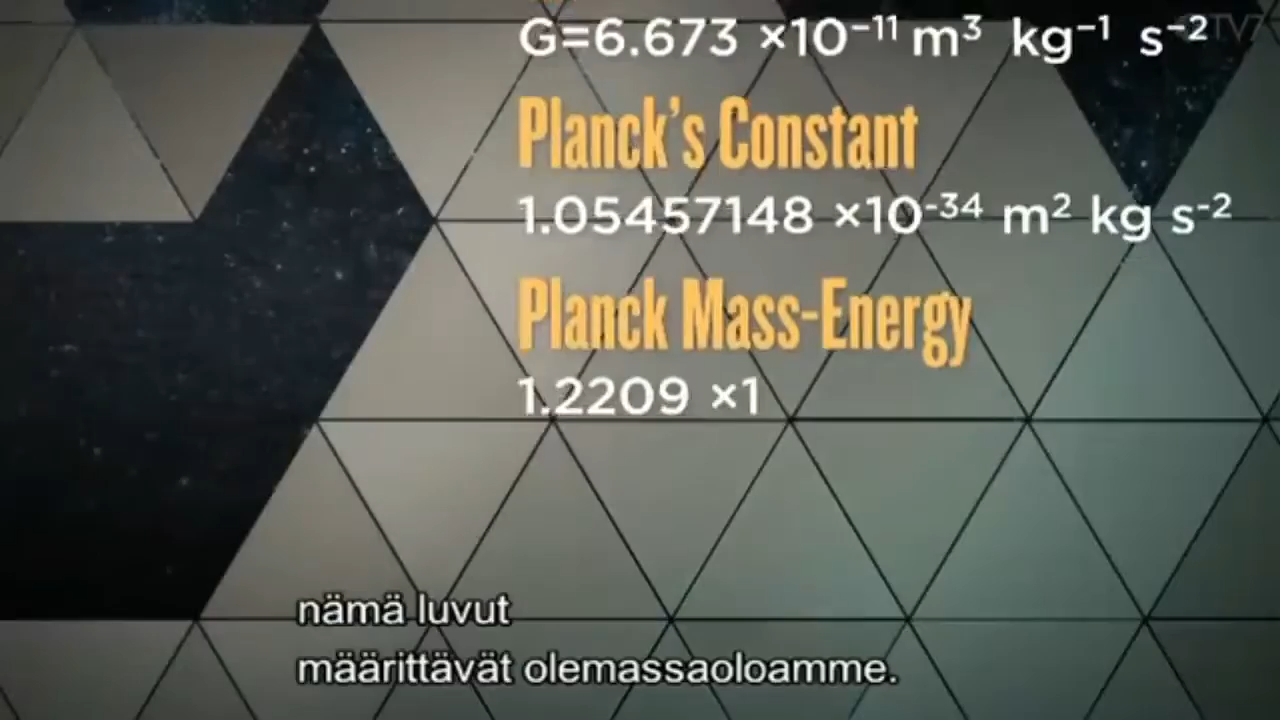 G=6.673 ×10⁻¹¹ m³ kg⁻¹ s⁻²
Planck's Constant
1.05457148 ×10⁻³⁴ m² kg s⁻²
Planck Mass-Energy
1.2209 ×1
nämä luvut
määrittävät olemassaoloamme.